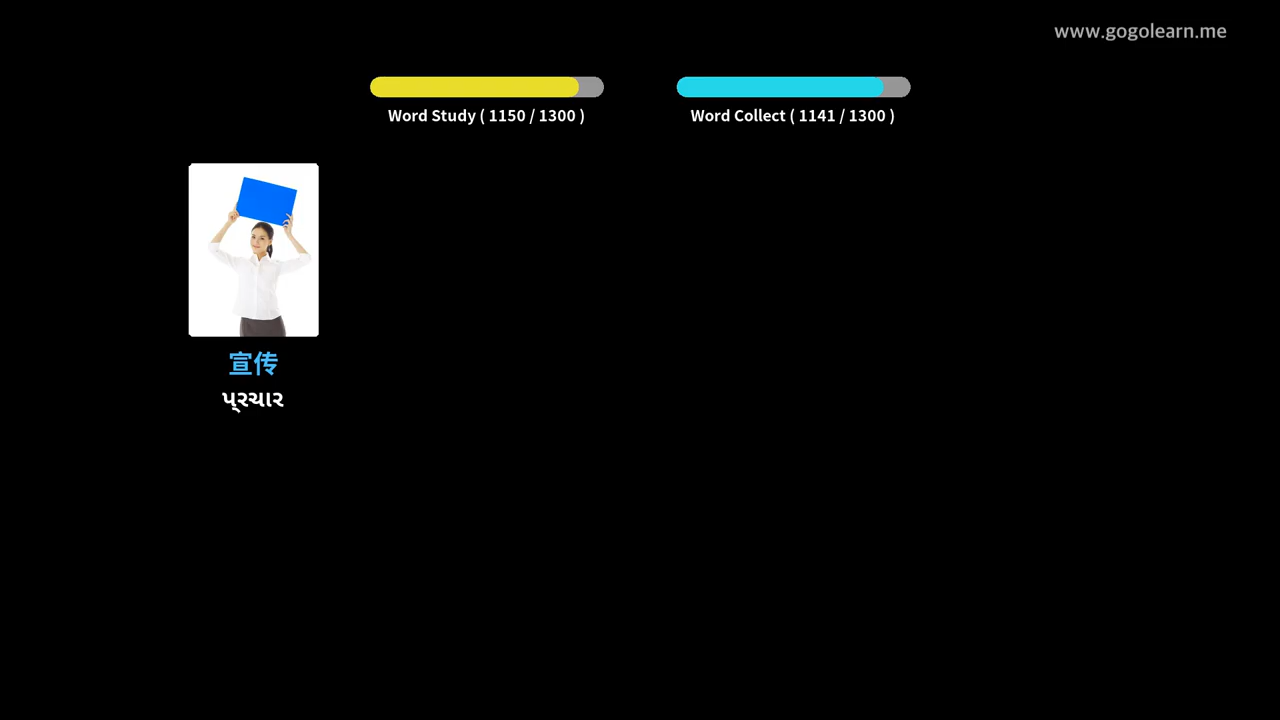 www.gogolearn.me
Word Study ( 1150 / 1300 )
Word Collect ( 1141 / 1300 )
宣传
પ્રચાર